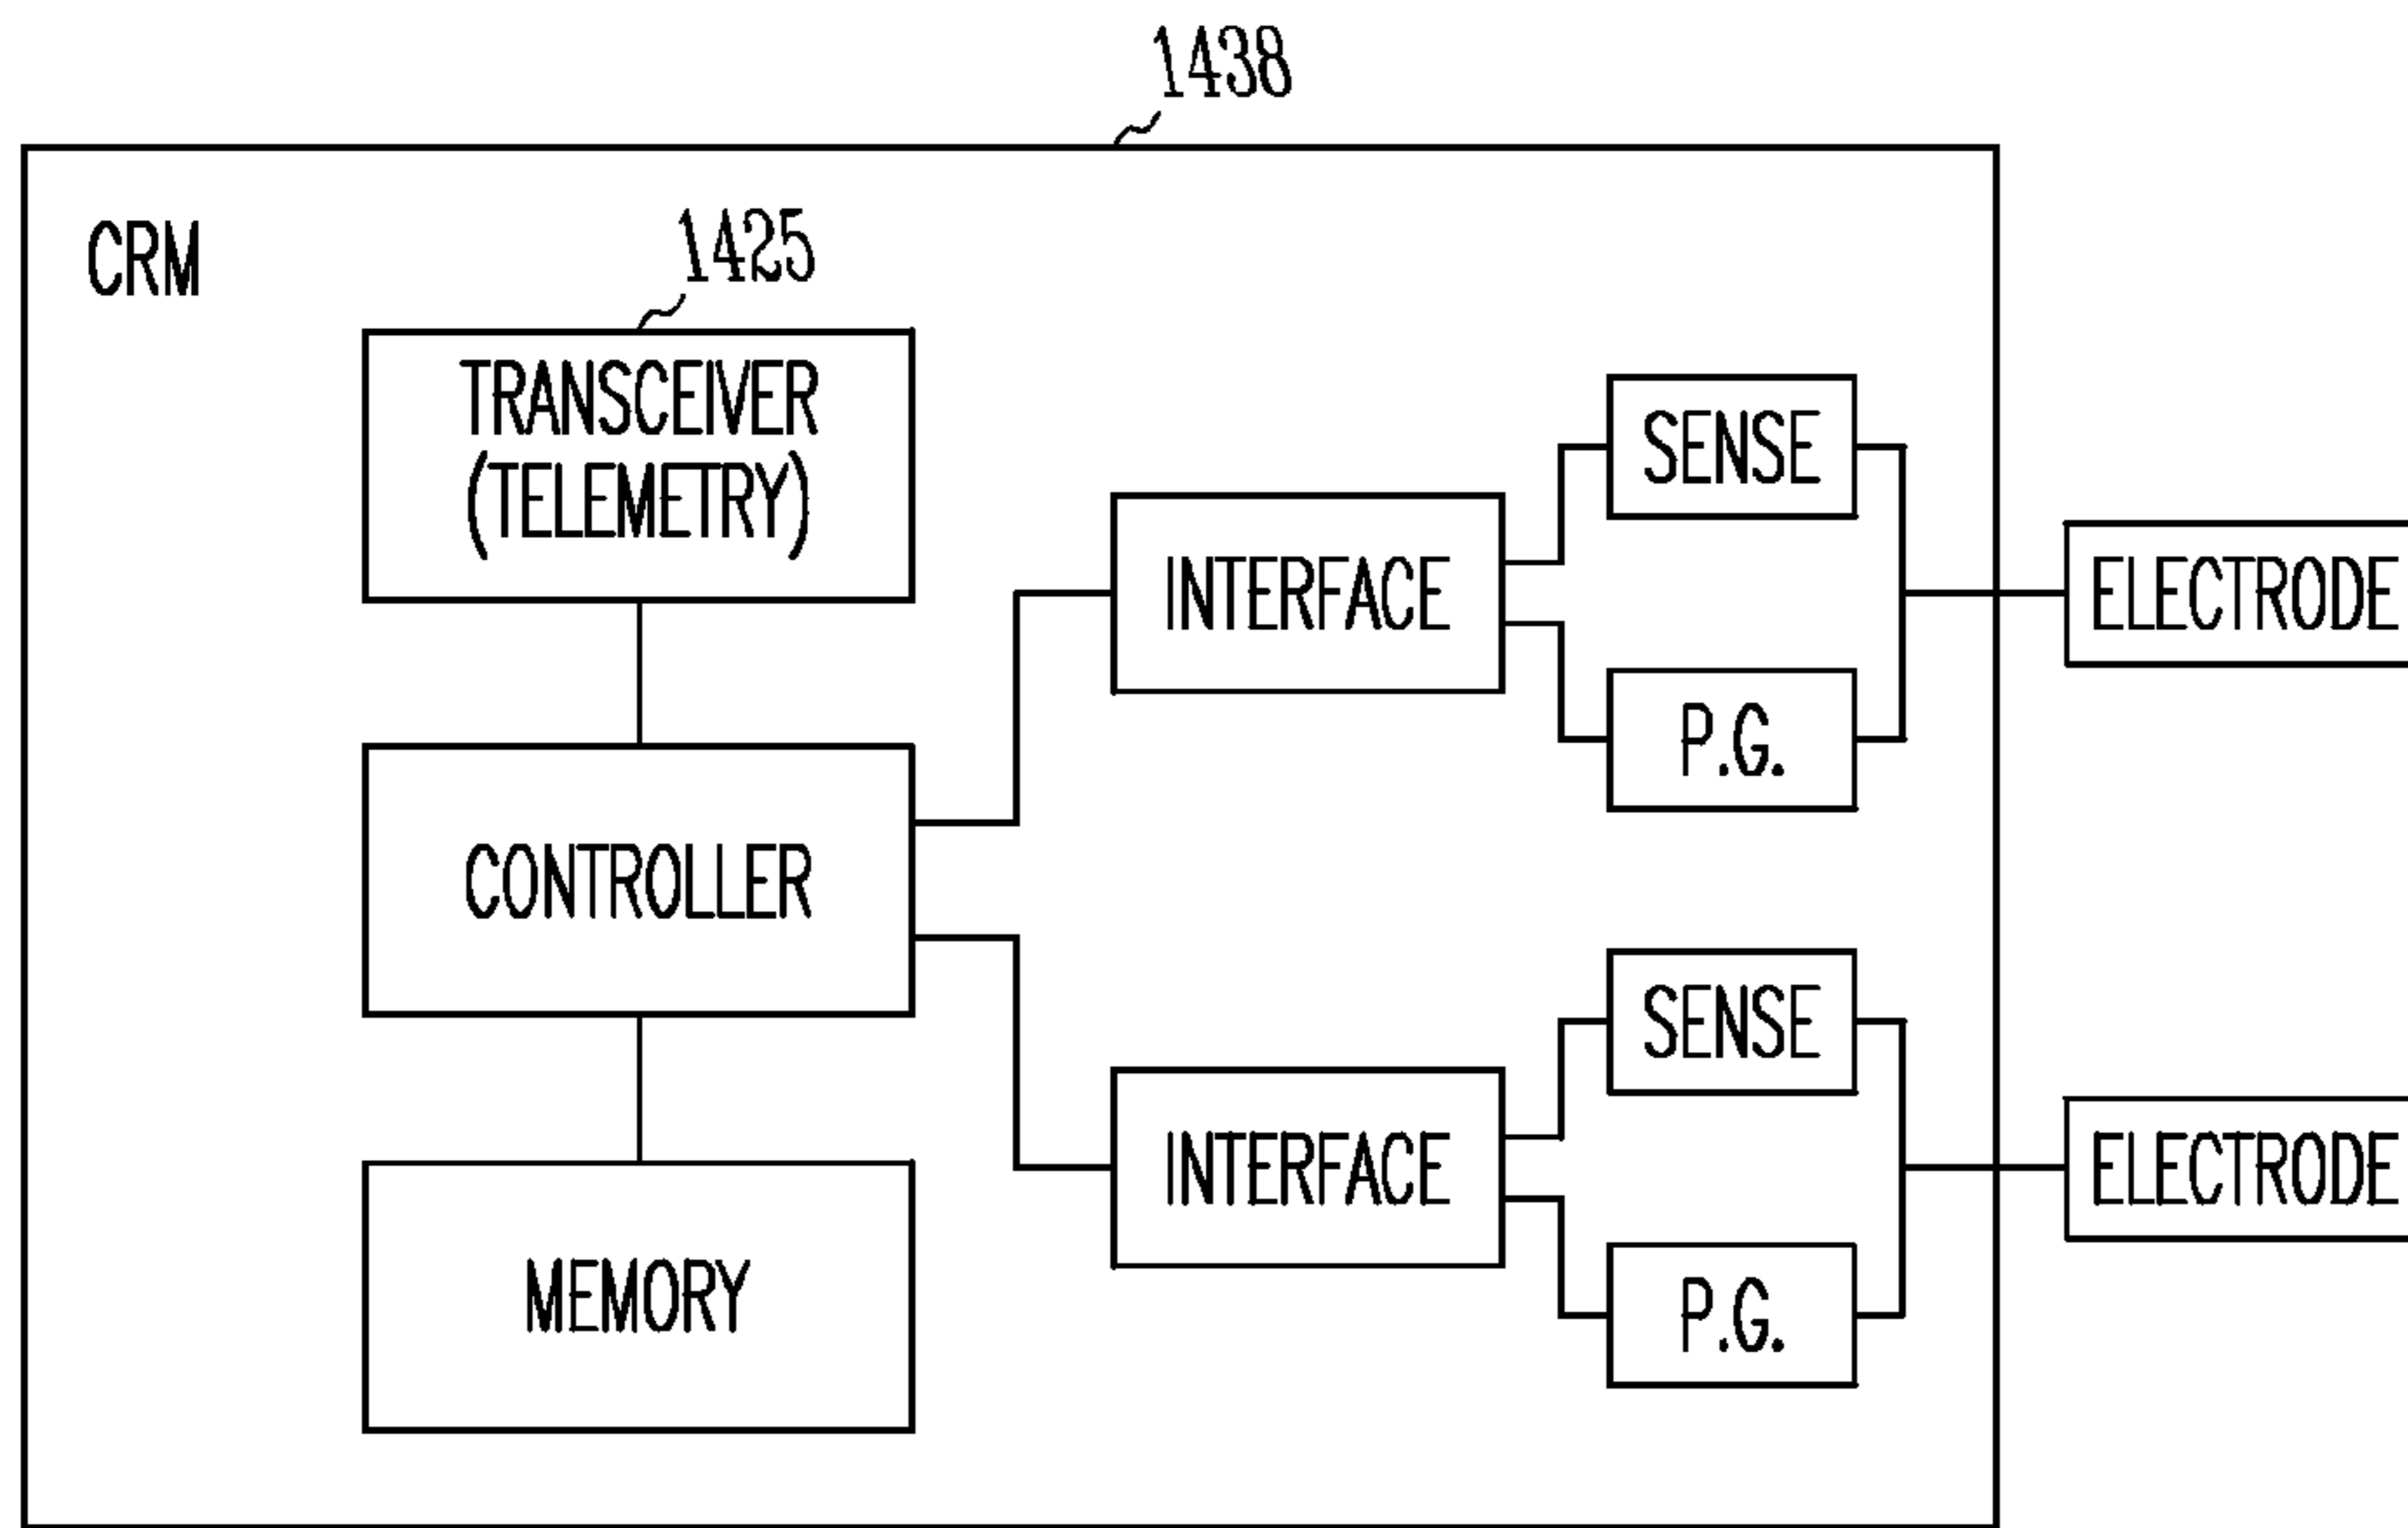 1438
CRM
1425
TRANSCEIVER
(TELEMETRY)
SENSE
INTERFACE
ELECTRODE
P.G.
CONTROLLER
SENSE
INTERFACE
ELECTRODE
P.G.
MEMORY